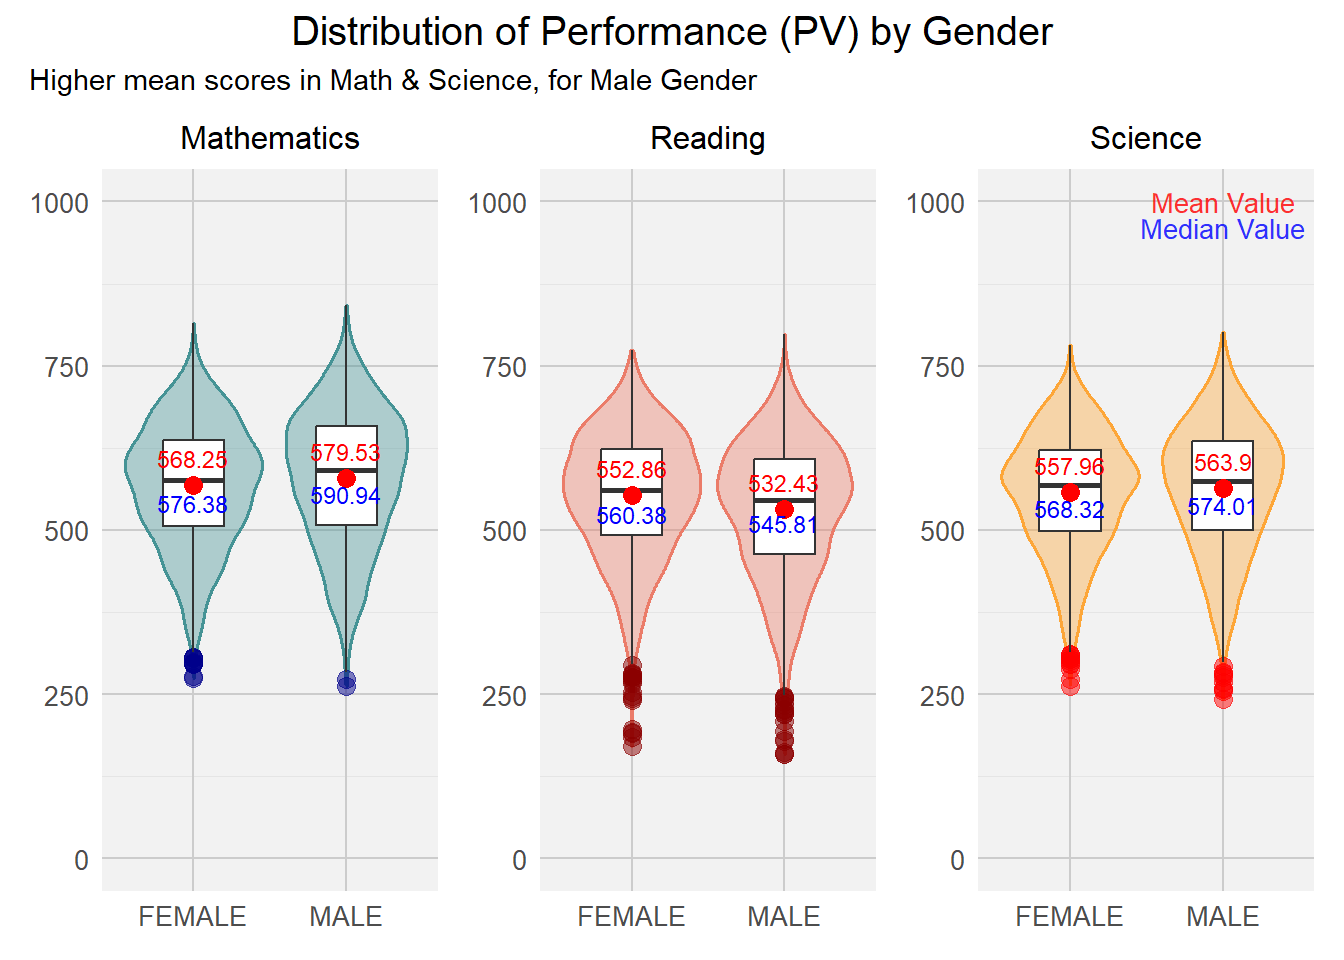 Distribution of Performance (PV) by Gender
Higher mean scores in Math & Science, for Male Gender
Mathematics
1000
750
500
250
0
568.25
576.38
579.53
590.94
FEMALE
MALE
Reading
1000
750
500
250
0
552.86
560.38
532.43
545.81
FEMALE
MALE
Science
1000
750
500
250
0
Mean Value
Median Value
557.96
568.32
563.9
574.01
FEMALE
MALE